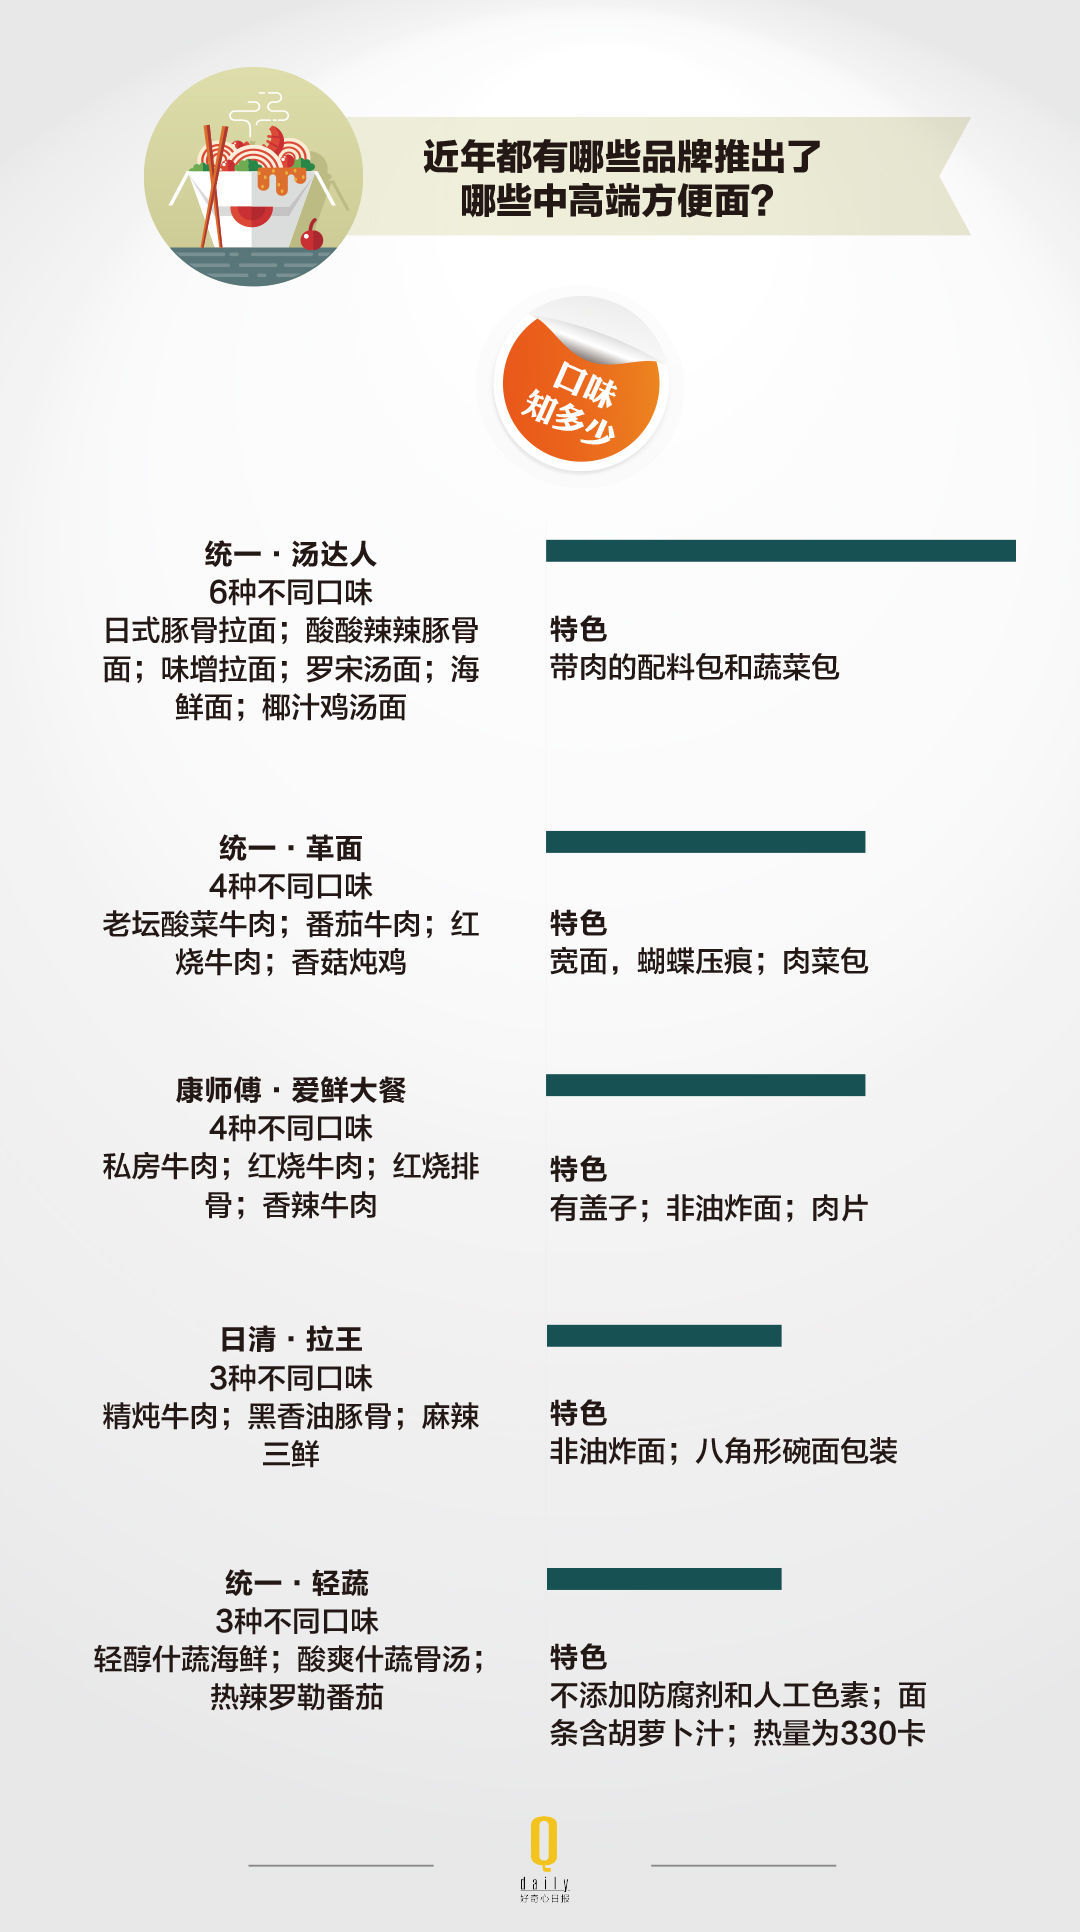 近年都有哪些品牌推出了
哪些中高端方便面？
口味
知多少
统一 · 汤达人
6种不同口味
日式豚骨拉面；酸酸辣辣豚骨
面；味增拉面；罗宋汤面；海
鲜面；椰汁鸡汤面
特色
带肉的配料包和蔬菜包
统一 · 革面
4种不同口味
老坛酸菜牛肉；番茄牛肉；红
烧牛肉；香菇炖鸡
特色
宽面，蝴蝶压痕；肉菜包
康师傅 · 爱鲜大餐
4种不同口味
私房牛肉；红烧牛肉；红烧排
骨；香辣牛肉
特色
有盖子；非油炸面；肉片
日清 · 拉王
3种不同口味
精炖牛肉；黑香油豚骨；麻辣
三鲜
特色
非油炸面；八角形碗面包装
统一 · 轻蔬
3种不同口味
轻醇什蔬海鲜；酸爽什蔬骨汤；
热辣罗勒番茄
特色
不添加防腐剂和人工色素；面
条含胡萝卜汁；热量为330卡
Q
daily
好奇心日报